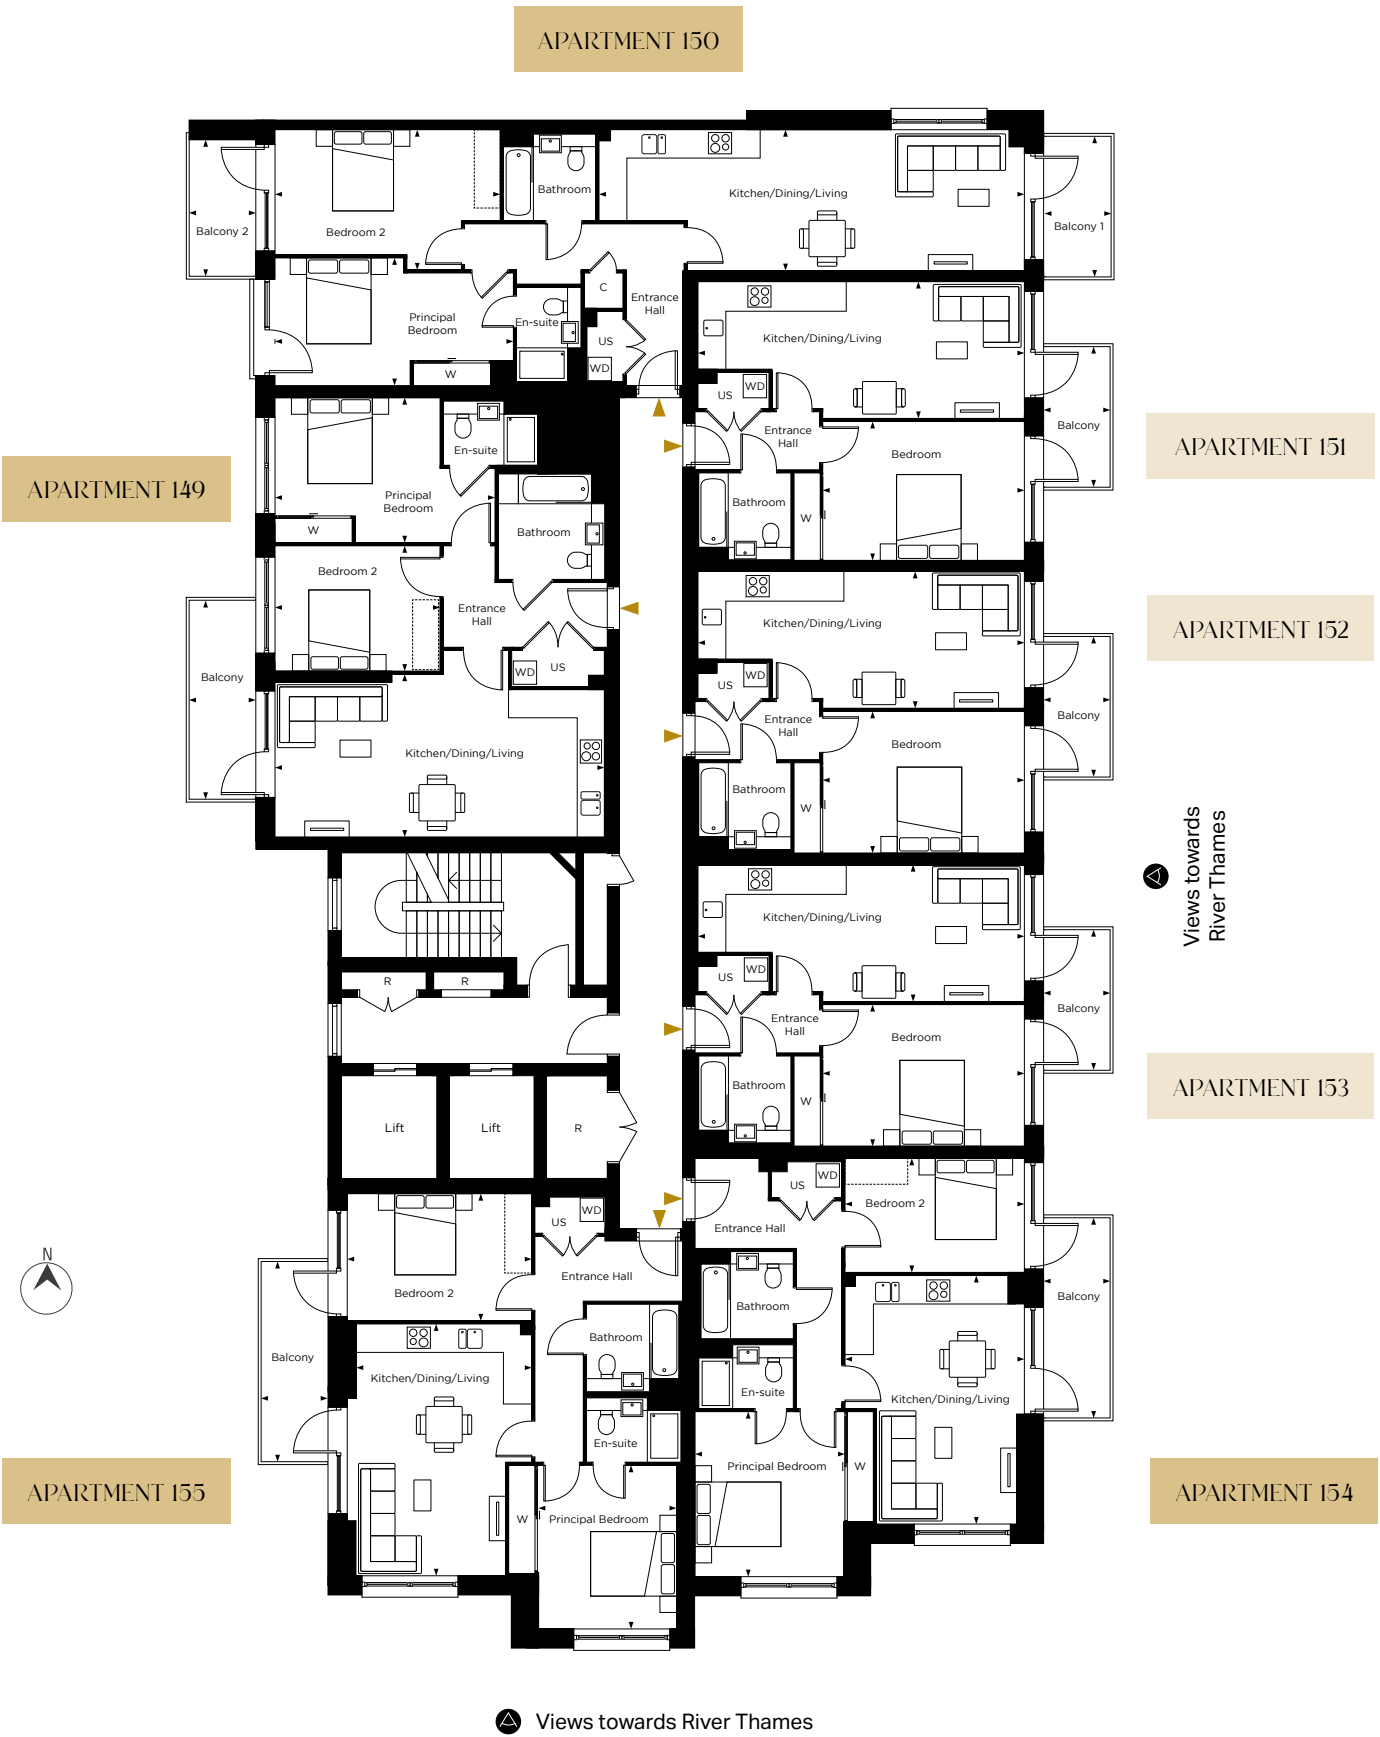 APARTMENT 150
Bathroom
Kitchen/Dining/Living
Balcony 2
Bedroom 2
Balcony 1
C
Entrance
Hall
Principal
Bedroom
En-suite
US
WD
W
Kitchen/Dining/Living
US
WD
Entrance
Hall
Balcony
Bedroom
Bathroom
W
APARTMENT 151
APARTMENT 149
En-suite
Principal
Bedroom
W
Bathroom
Bedroom 2
Entrance
Hall
WD
US
Balcony
Kitchen/Dining/Living
APARTMENT 152
Kitchen/Dining/Living
US
WD
Entrance
Hall
Balcony
Bedroom
Bathroom
W
Views towards
River Thames
Kitchen/Dining/Living
US
WD
Entrance
Hall
Balcony
Bedroom
Bathroom
W
APARTMENT 153
R
R
Lift
Lift
R
US
WD
Bedroom 2
Entrance Hall
Bathroom
Balcony
En-suite
Kitchen/Dining/Living
Principal Bedroom
W
APARTMENT 154
N
US
WD
Entrance Hall
Bedroom 2
Bathroom
Balcony
Kitchen/Dining/Living
En-suite
W
Principal Bedroom
APARTMENT 155
Views towards River Thames